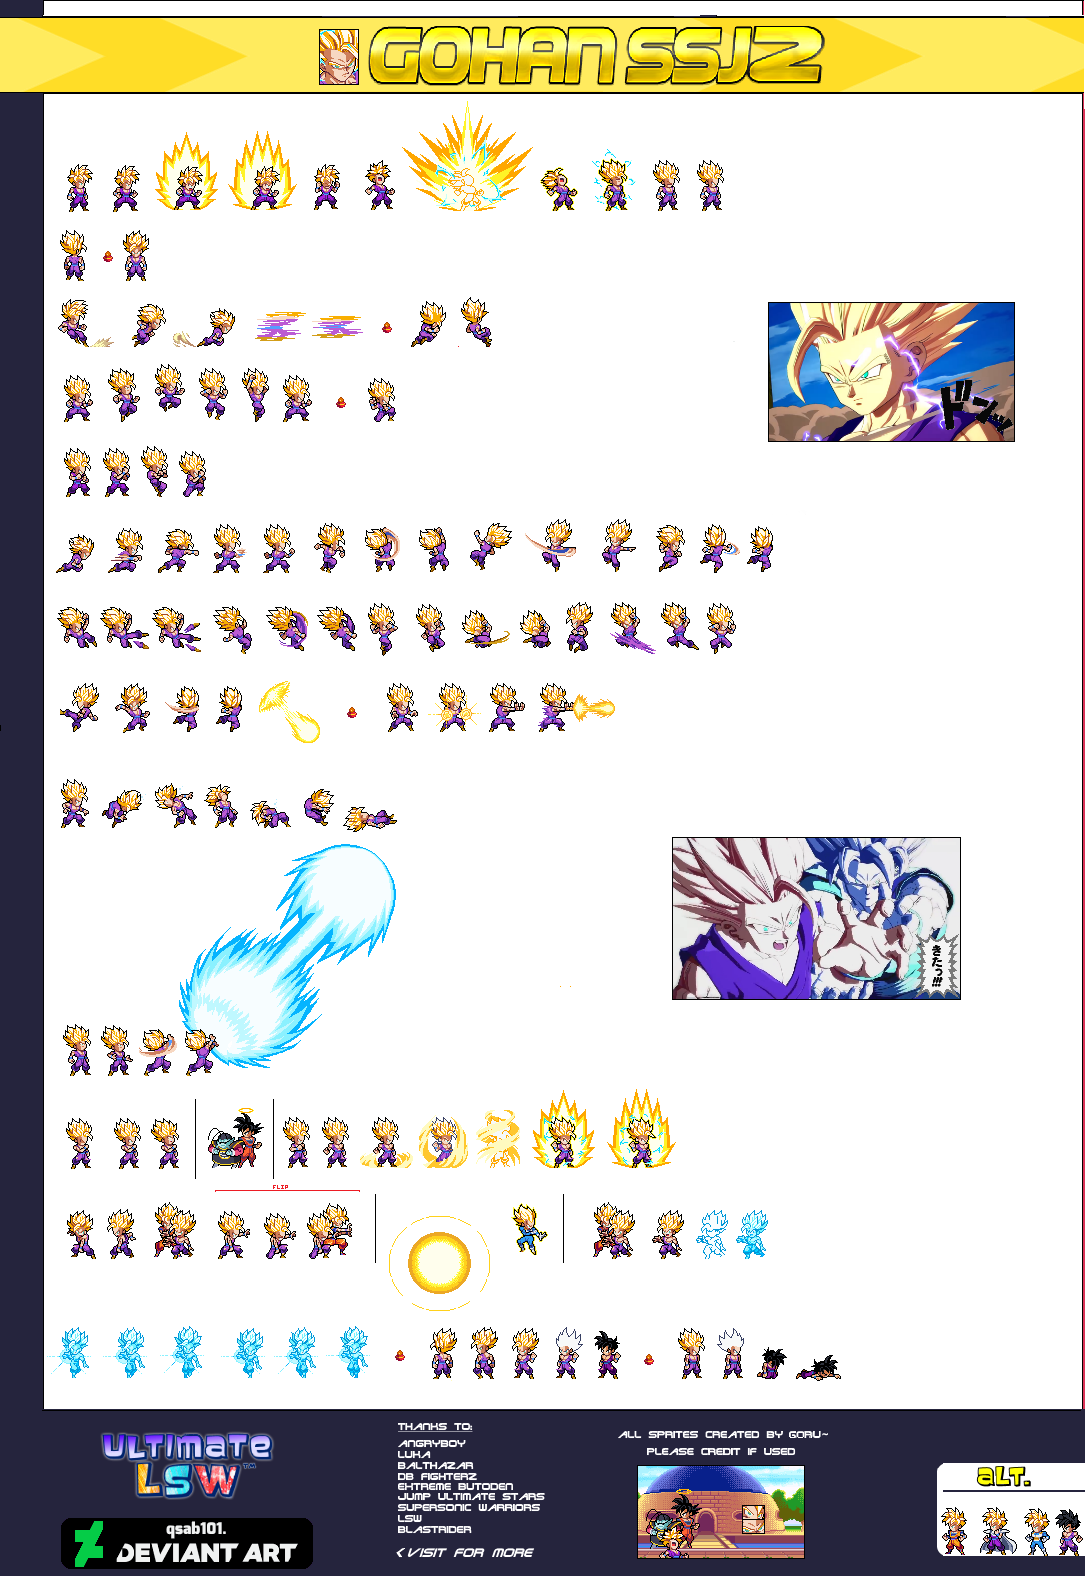 GOHAN SSJ2
ドンッ
きたっ!!!
FLIP
ULTIMATE
LSW™
qsab101.
DEVIANT ART
THANKS TO:
ANGRYBOY
LUKA
BALTHAZAR
DB FIGHTERZ
EXTREME BUTODEN
JUMP ULTIMATE STARS
SUPERSONIC WARRIORS
LSW
BLASTRIDER
< VISIT FOR MORE
ALL SPRITES CREATED BY GORU~
PLEASE CREDIT IF USED
ALT.